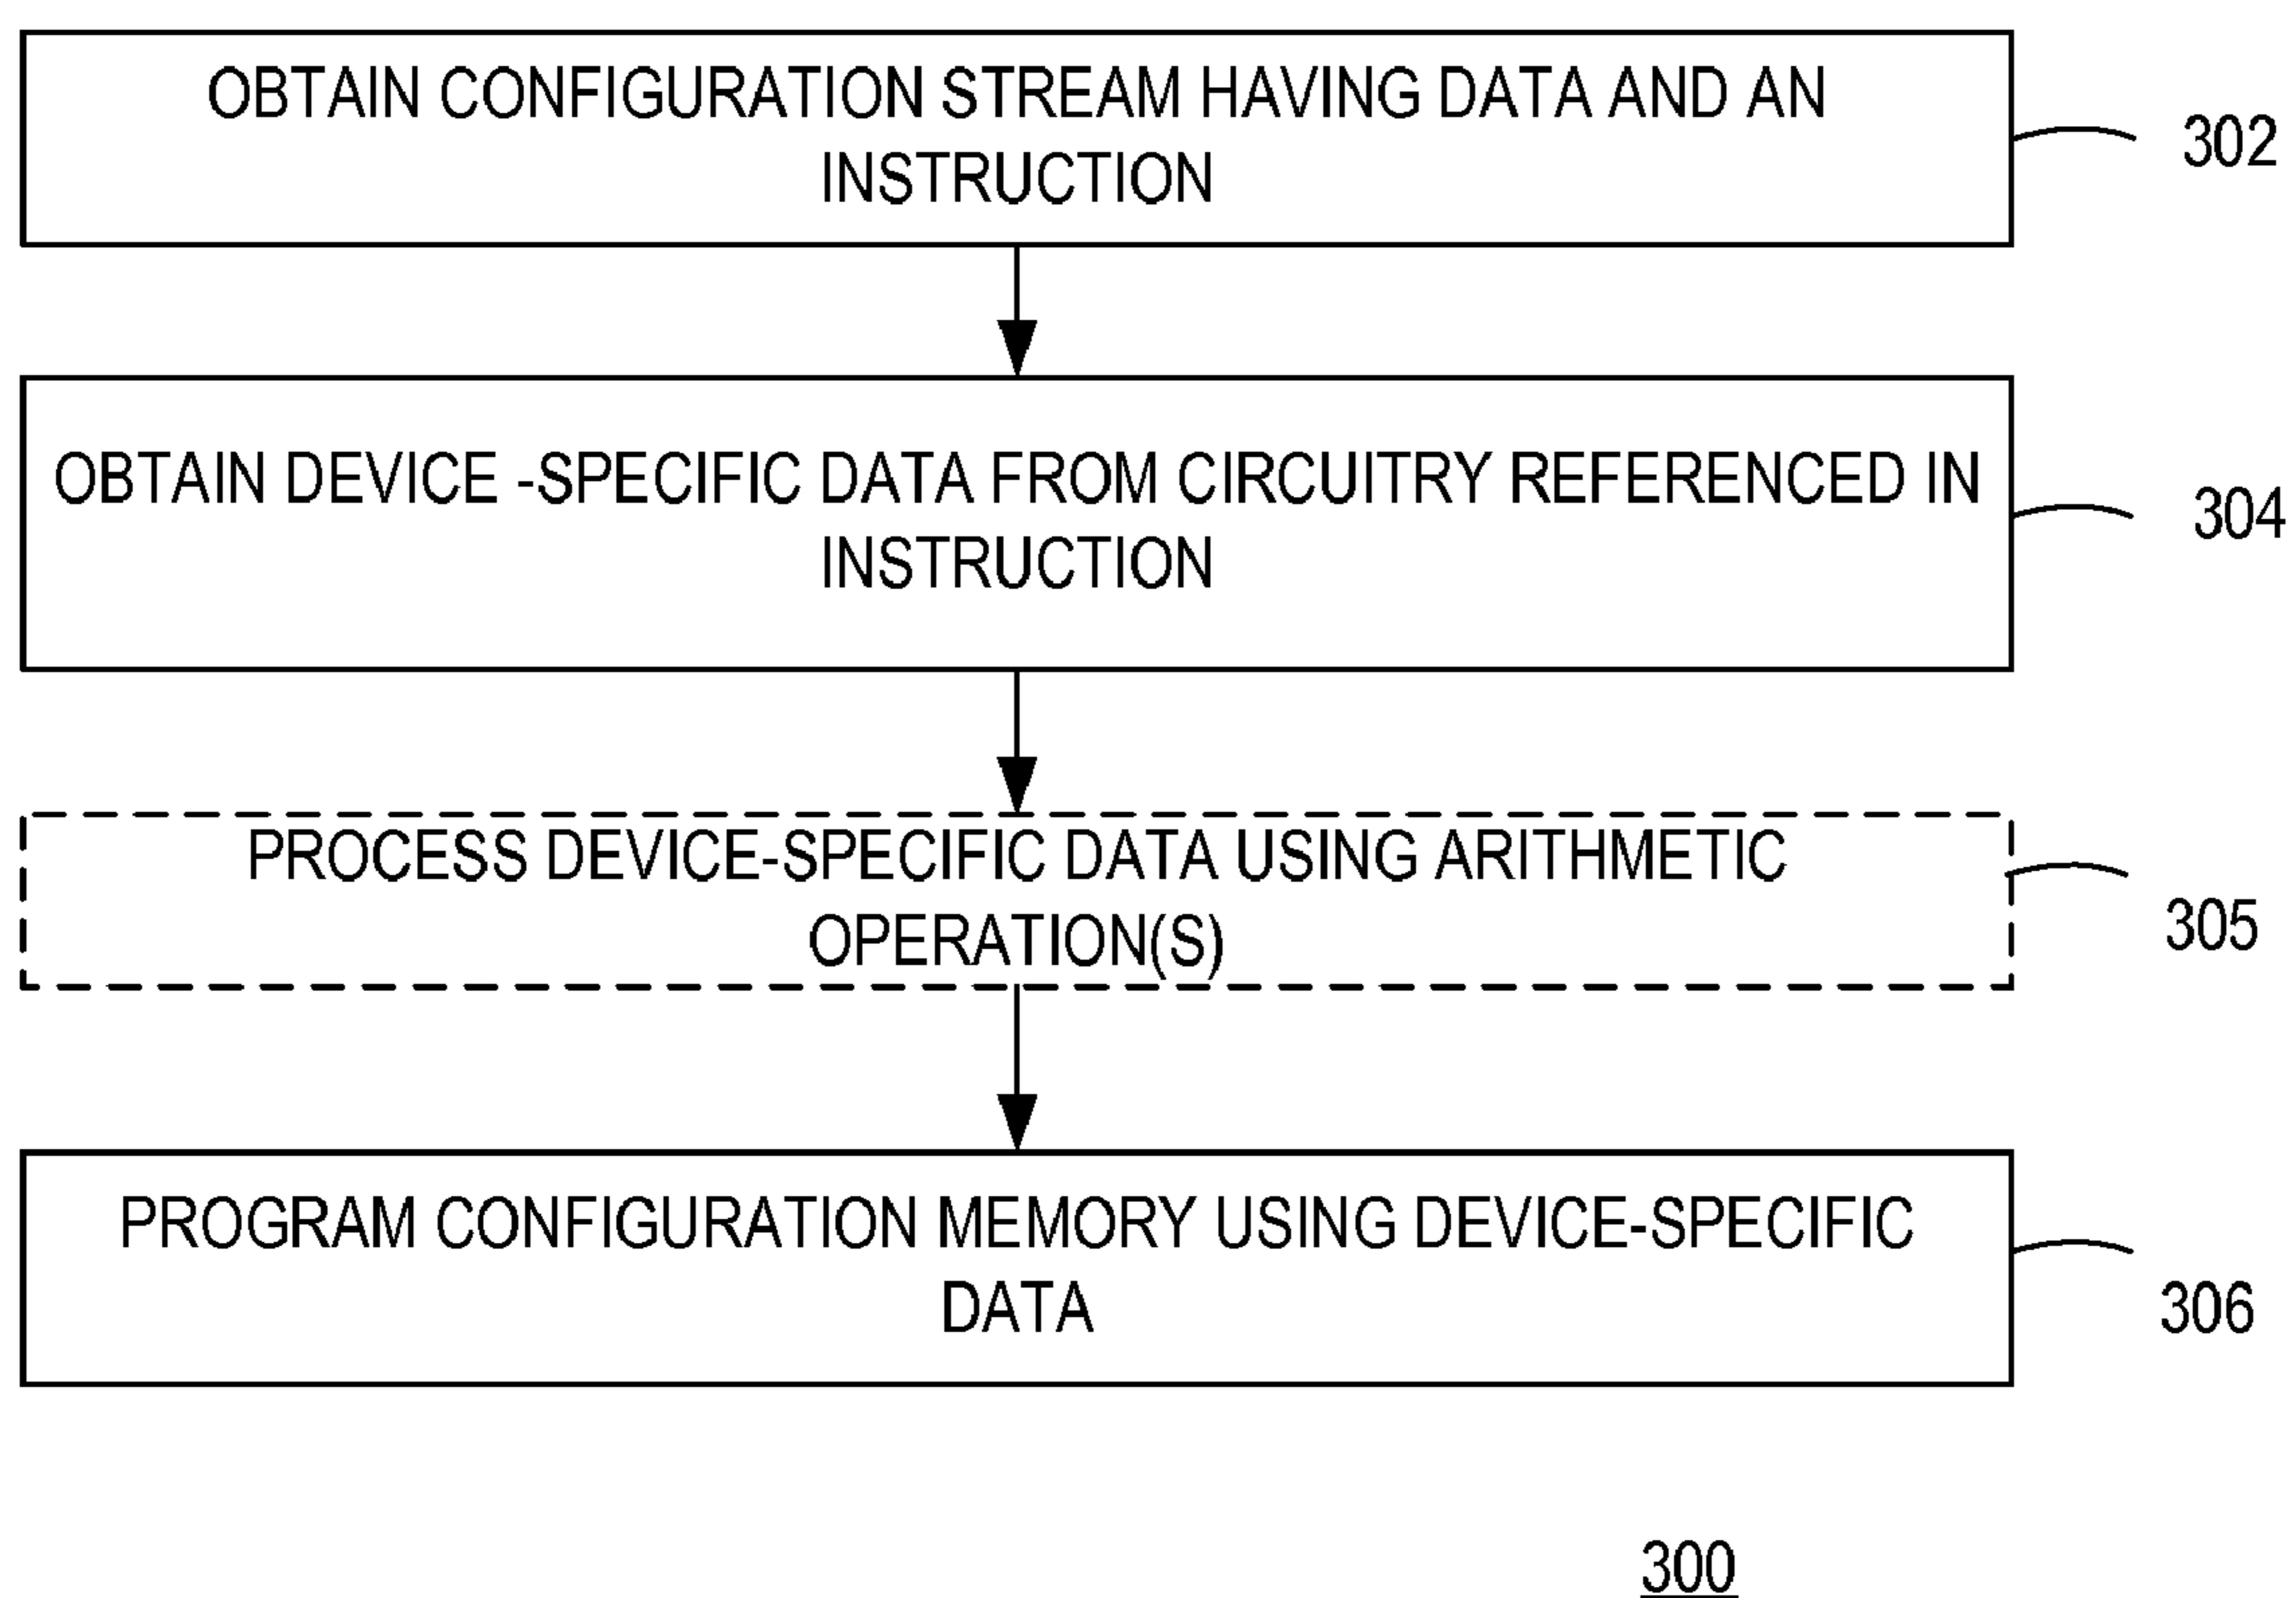 OBTAIN CONFIGURATION STREAM HAVING DATA AND AN
INSTRUCTION
302
OBTAIN DEVICE -SPECIFIC DATA FROM CIRCUITRY REFERENCED IN
INSTRUCTION
304
PROCESS DEVICE-SPECIFIC DATA USING ARITHMETIC
OPERATION(S)
305
PROGRAM CONFIGURATION MEMORY USING DEVICE-SPECIFIC
DATA
306
300